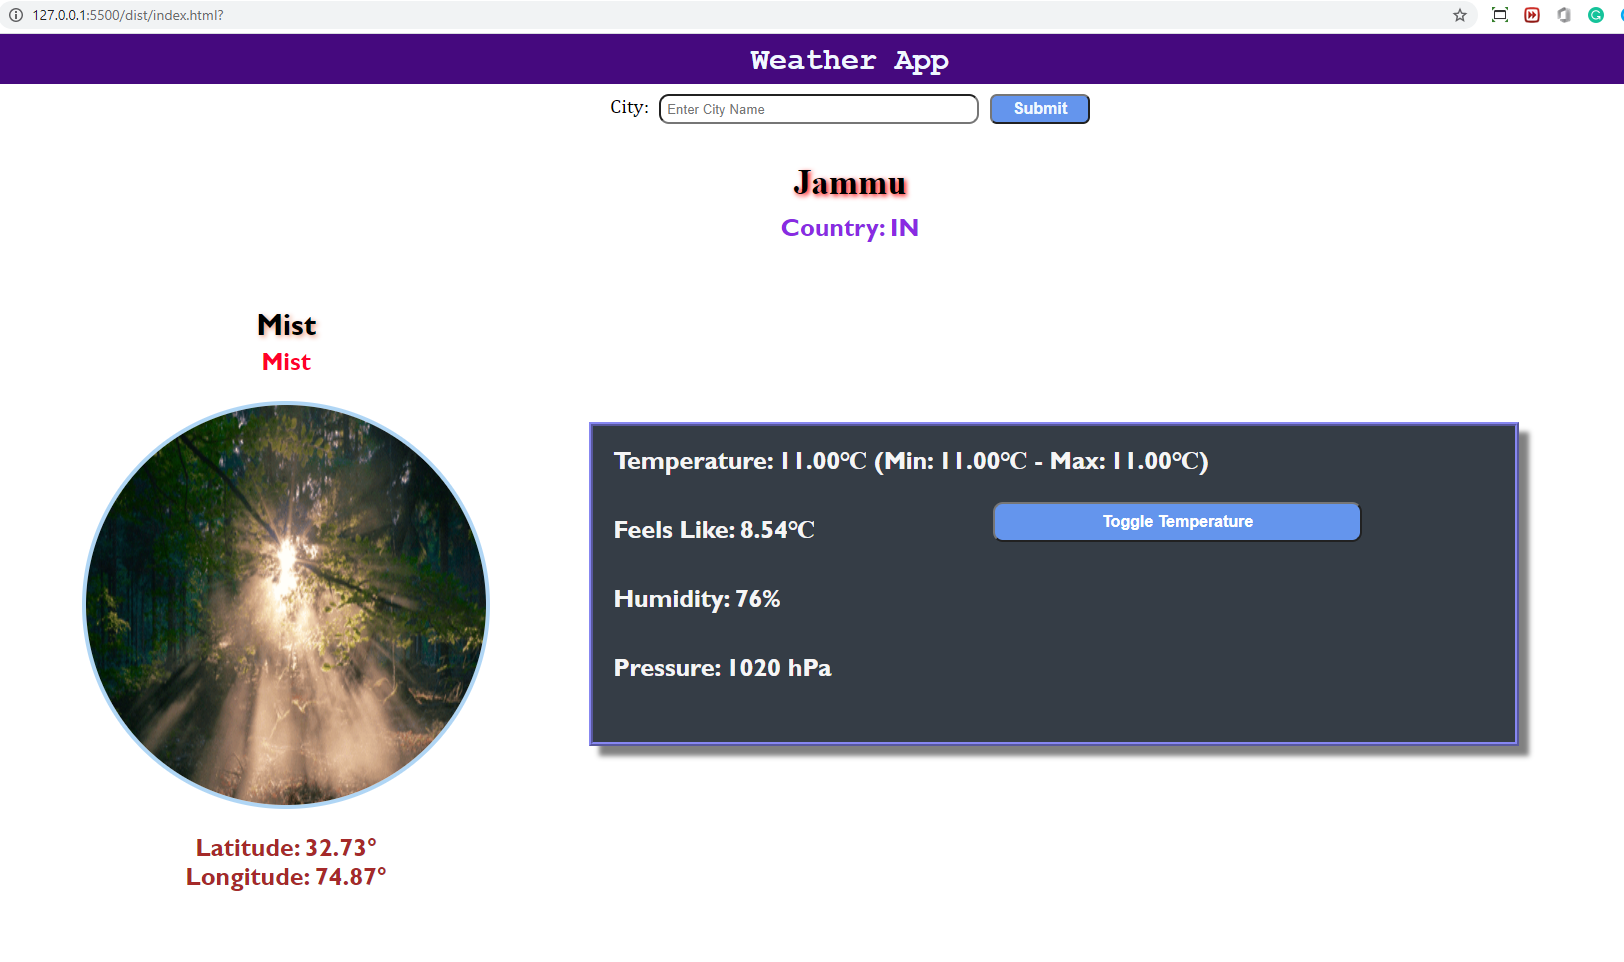 127.0.0.1:5500/dist/index.html?
Weather App
City: Enter City Name Submit
Jammu
Country: IN
Mist
Mist
Temperature: 11.00°C (Min: 11.00°C - Max: 11.00°C)
Feels Like: 8.54°C
Toggle Temperature
Humidity: 76%
Pressure: 1020 hPa
Latitude: 32.73°
Longitude: 74.87°